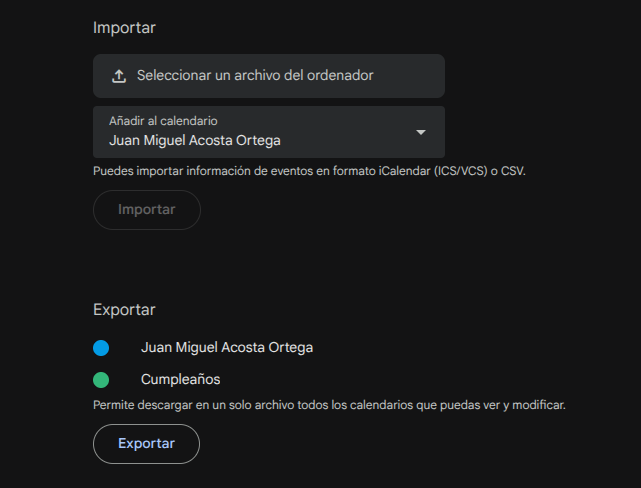 Importar
Seleccionar un archivo del ordenador
Añadir al calendario
Juan Miguel Acosta Ortega
Puedes importar información de eventos en formato iCalendar (ICS/VCS) o CSV.
Importar
Exportar
Juan Miguel Acosta Ortega
Cumpleaños
Permite descargar en un solo archivo todos los calendarios que puedas ver y modificar.
Exportar